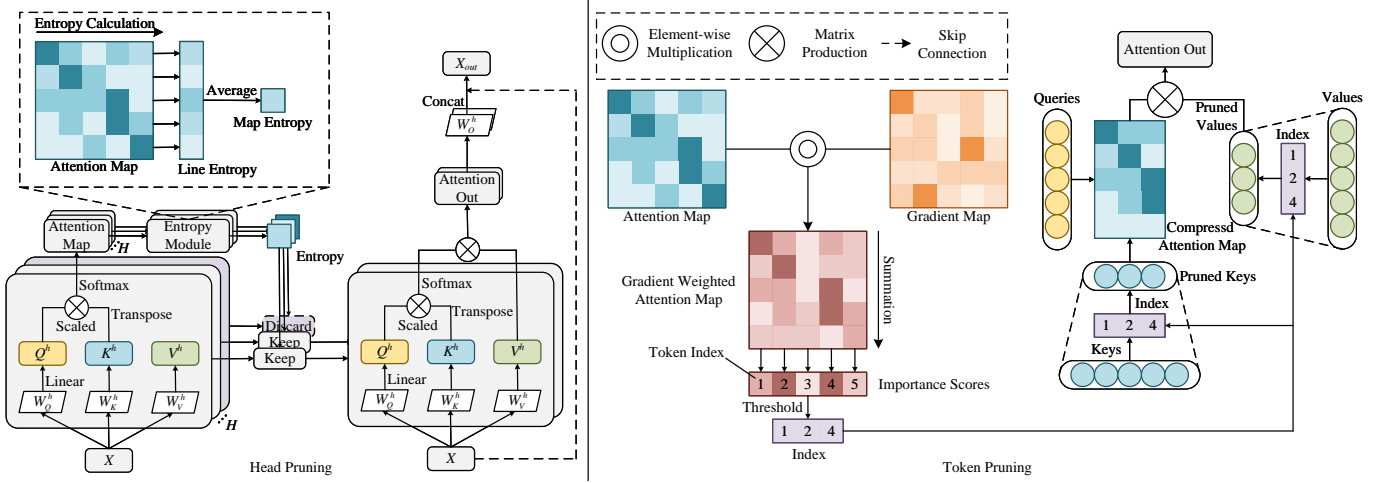 Entropy Calculation
Average
Map Entropy
Attention Map
Line Entropy
Attention
Map
H
Entropy
Module
Entropy
Softmax
Scaled
Transpose
Q^h
K^h
V^h
Linear
W_Q^h
W_K^h
W_V^h
H
X
Discard
Keep
Keep
X_out
Concat
W_O^h
Attention
Out
Softmax
Scaled
Transpose
Q^h
K^h
V^h
Linear
W_Q^h
W_K^h
W_V^h
X
Head Pruning
Element-wise
Multiplication
Matrix
Production
Skip
Connection
Attention Map
Gradient Map
Gradient Weighted
Attention Map
Summation
Token Index
1 2 3 4 5
Importance Scores
Threshold
1 2 4
Index
Attention Out
Queries
Pruned
Values
Values
Index
1
2
4
Compressd
Attention Map
Pruned Keys
Index
1 2 4
Keys
Token Pruning